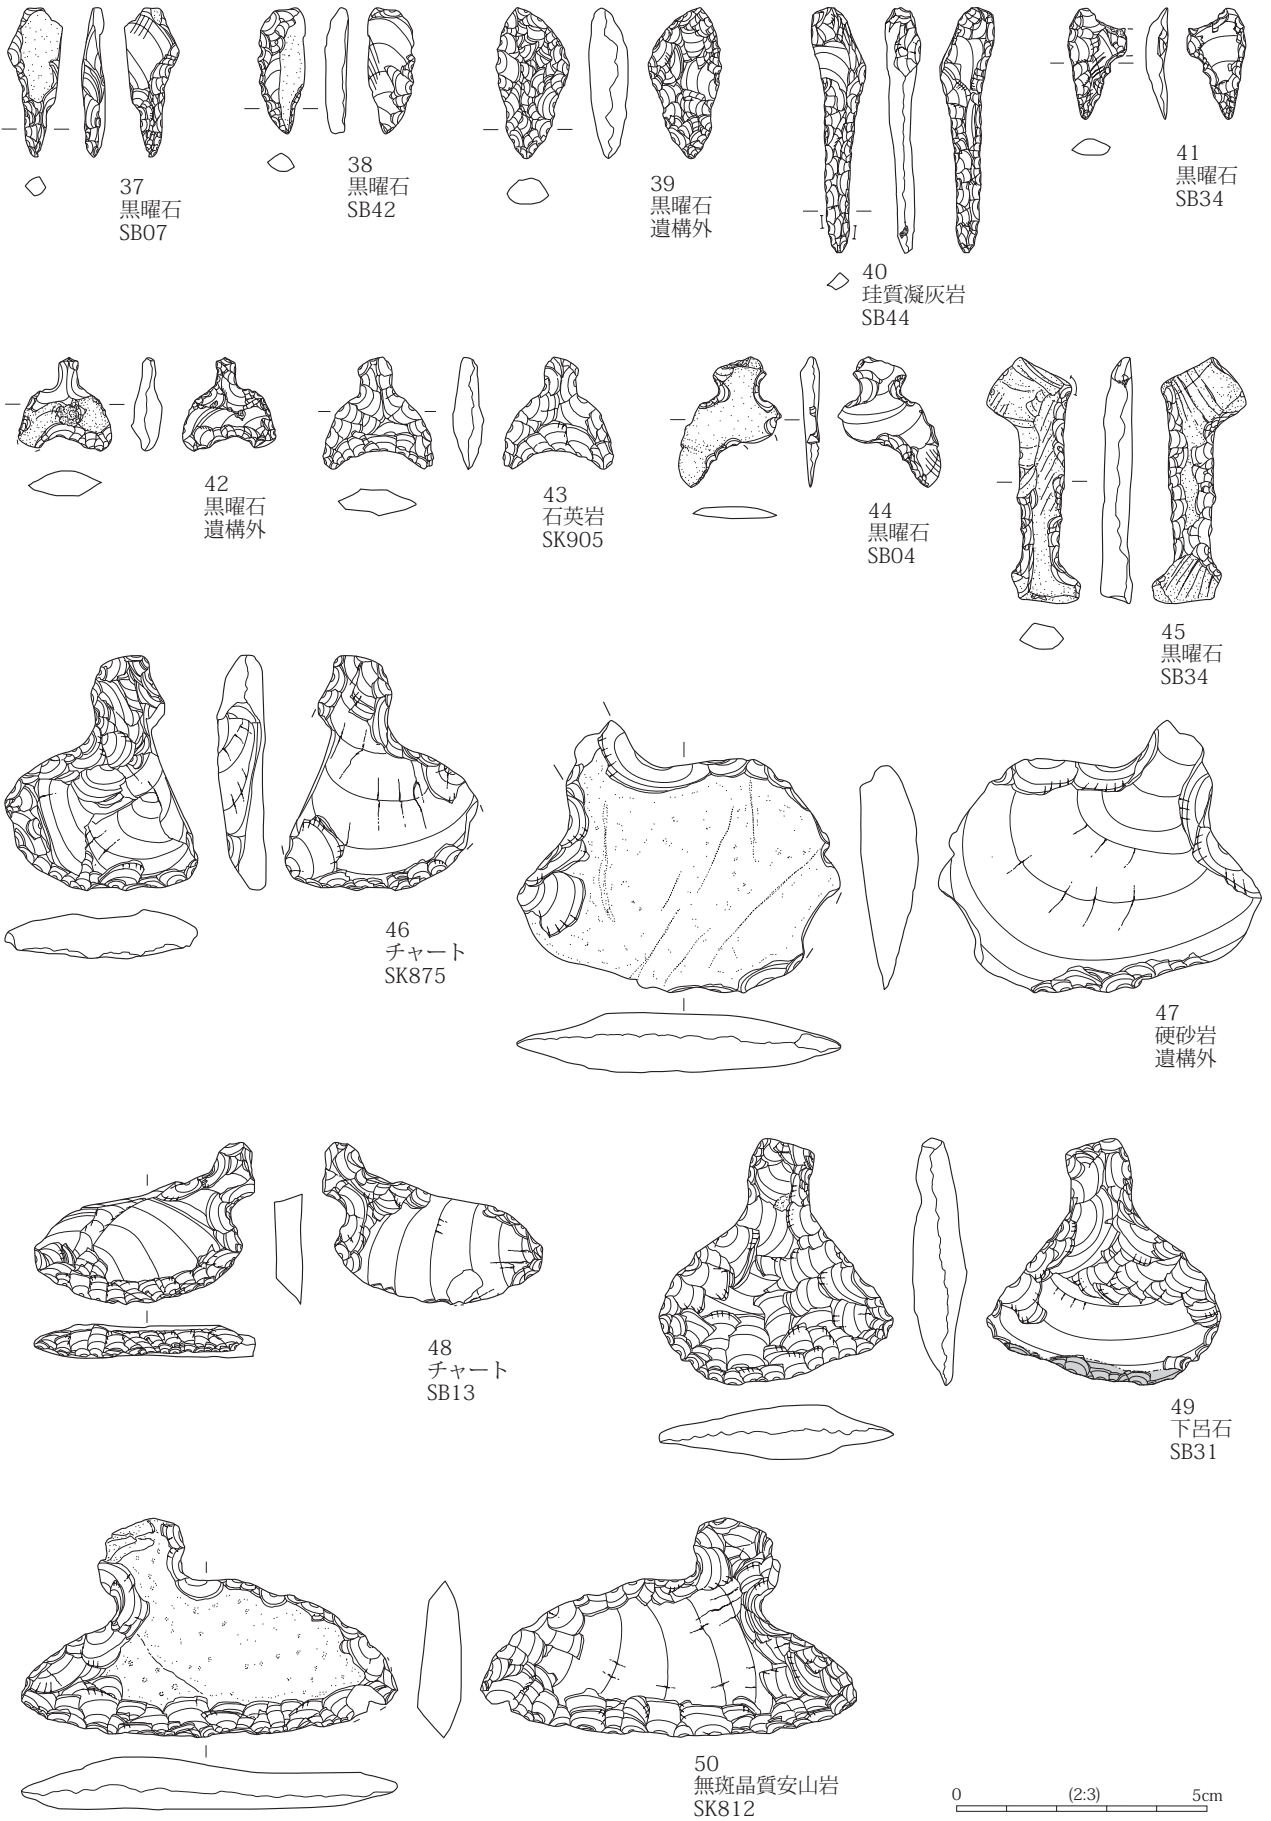 37
黒曜石
SB07
38
黒曜石
SB42
39
黒曜石
遺構外
40
珪質凝灰岩
SB44
41
黒曜石
SB34
42
黒曜石
遺構外
43
石英岩
SK905
44
黒曜石
SB04
45
黒曜石
SB34
46
チャート
SK875
47
硬砂岩
遺構外
48
チャート
SB13
49
下呂石
SB31
50
無斑晶質安山岩
SK812
0 (2:3) 5cm